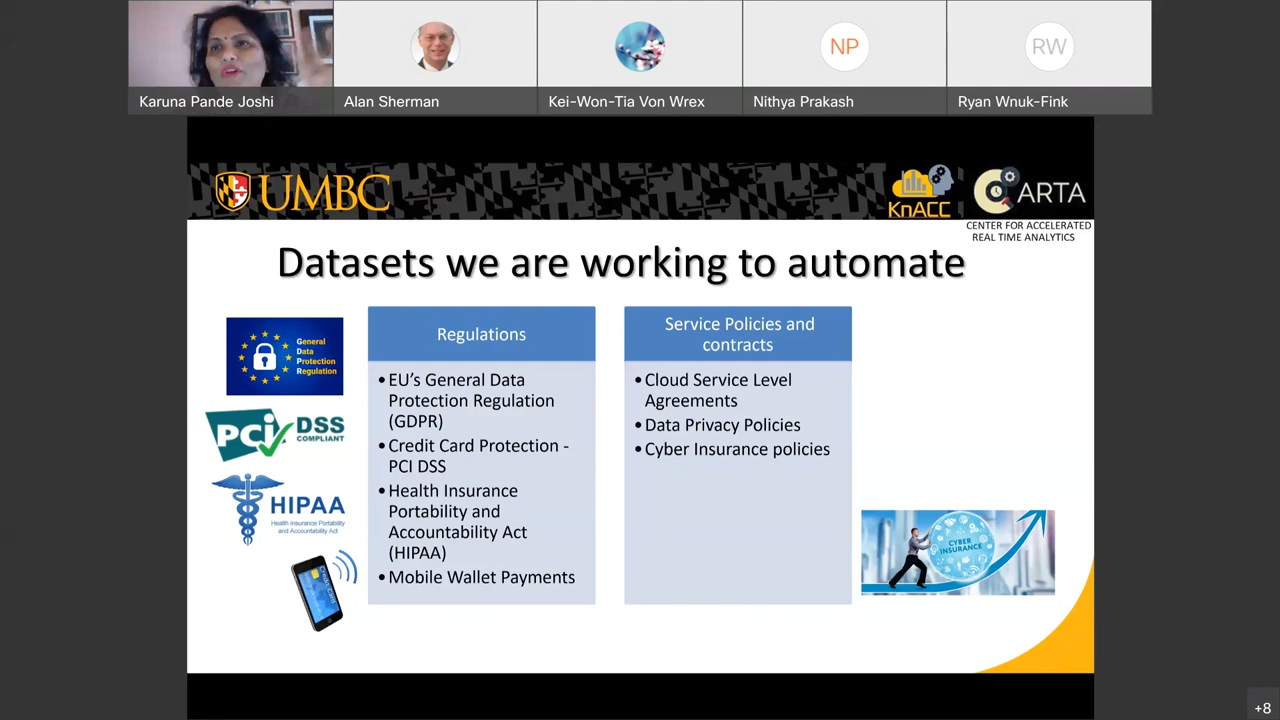 Karuna Pande Joshi
Alan Sherman
Kei-Won-Tia Von Wrex
NP
Nithya Prakash
RW
Ryan Wnuk-Fink
UMBC
KnACC
CARTA
CENTER FOR ACCELERATED
REAL TIME ANALYTICS
Datasets we are working to automate
General
Data
Protection
Regulation
PCI DSS
COMPLIANT
HIPAA
Health Insurance Portability
and Accountability Act
Credit Card
Regulations
•EU's General Data
Protection Regulation
(GDPR)
•Credit Card Protection -
PCI DSS
•Health Insurance
Portability and
Accountability Act
(HIPAA)
•Mobile Wallet Payments
Service Policies and
contracts
•Cloud Service Level
Agreements
•Data Privacy Policies
•Cyber Insurance policies
CYBER
INSURANCE
+8